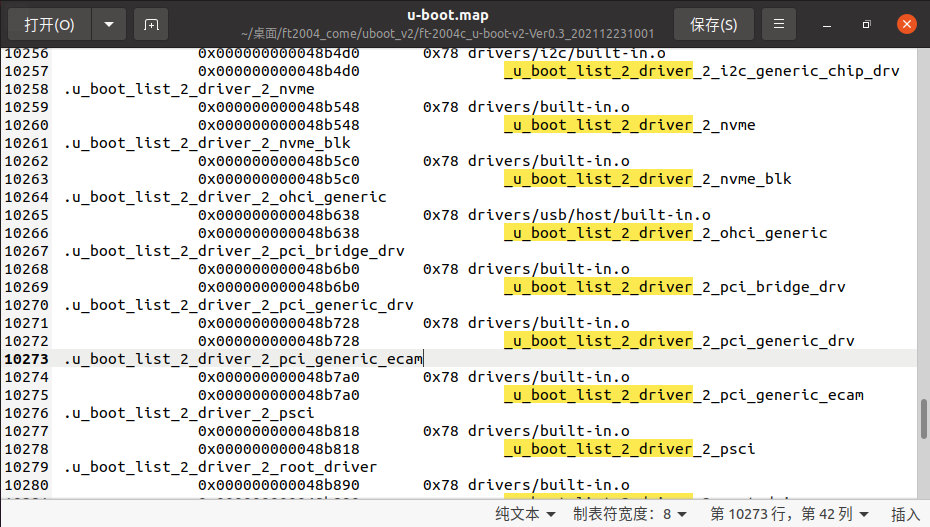 打开(O)
u-boot.map
~/桌面/ft2004_come/uboot_v2/ft-2004c_u-boot-v2-Ver0.3_202112231001
保存(S)
10256 0x000000000048b4d0 0x78 drivers/i2c/built-in.o
10257 0x000000000048b4d0 _u_boot_list_2_driver_2_i2c_generic_chip_drv
10258 .u_boot_list_2_driver_2_nvme
10259 0x000000000048b548 0x78 drivers/built-in.o
10260 0x000000000048b548 _u_boot_list_2_driver_2_nvme
10261 .u_boot_list_2_driver_2_nvme_blk
10262 0x000000000048b5c0 0x78 drivers/built-in.o
10263 0x000000000048b5c0 _u_boot_list_2_driver_2_nvme_blk
10264 .u_boot_list_2_driver_2_ohci_generic
10265 0x000000000048b638 0x78 drivers/usb/host/built-in.o
10266 0x000000000048b638 _u_boot_list_2_driver_2_ohci_generic
10267 .u_boot_list_2_driver_2_pci_bridge_drv
10268 0x000000000048b6b0 0x78 drivers/built-in.o
10269 0x000000000048b6b0 _u_boot_list_2_driver_2_pci_bridge_drv
10270 .u_boot_list_2_driver_2_pci_generic_drv
10271 0x000000000048b728 0x78 drivers/built-in.o
10272 0x000000000048b728 _u_boot_list_2_driver_2_pci_generic_drv
10273 .u_boot_list_2_driver_2_pci_generic_ecam
10274 0x000000000048b7a0 0x78 drivers/built-in.o
10275 0x000000000048b7a0 _u_boot_list_2_driver_2_pci_generic_ecam
10276 .u_boot_list_2_driver_2_psci
10277 0x000000000048b818 0x78 drivers/built-in.o
10278 0x000000000048b818 _u_boot_list_2_driver_2_psci
10279 .u_boot_list_2_driver_2_root_driver
10280 0x000000000048b890 0x78 drivers/built-in.o
纯文本 制表符宽度：8 第 10273 行，第 42 列 插入